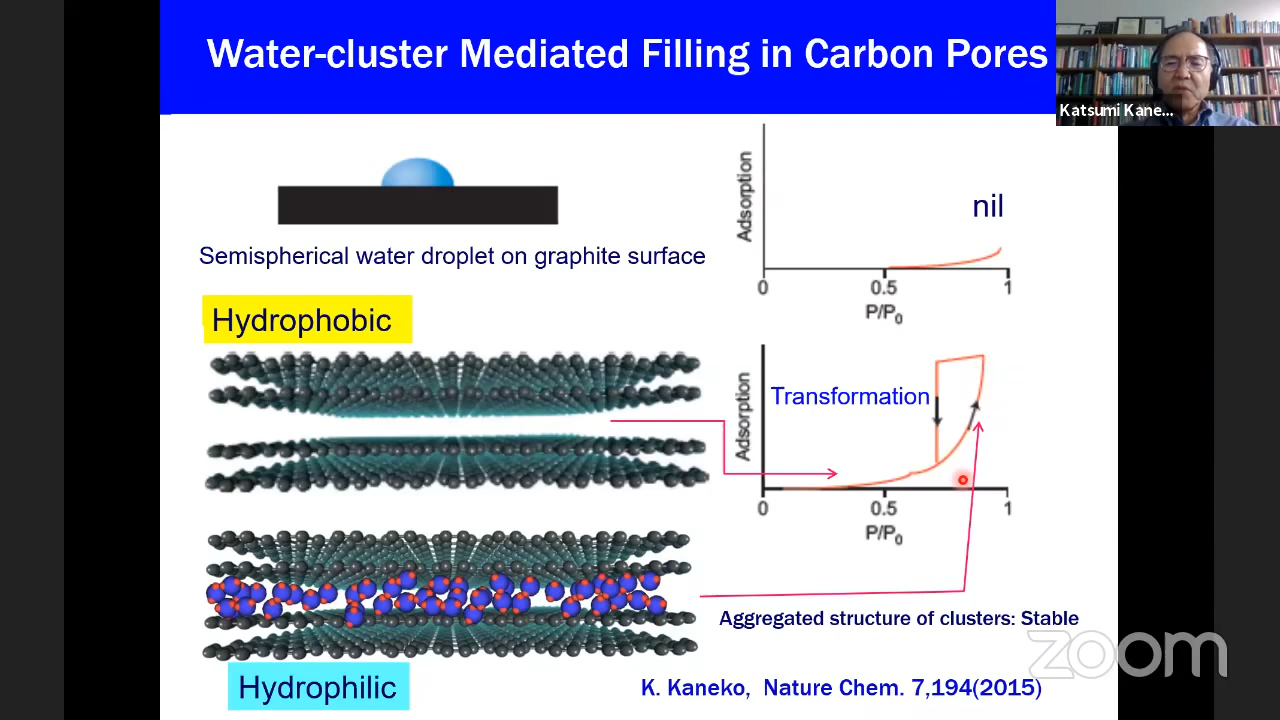 Water-cluster Mediated Filling in Carbon Pores
Katsumi Kane...
Semispherical water droplet on graphite surface
Adsorption
nil
0
0.5
1
P/P0
Hydrophobic
Adsorption
Transformation
0
0.5
1
P/P0
Aggregated structure of clusters: Stable
Hydrophilic
K. Kaneko, Nature Chem. 7,194(2015)
zoom